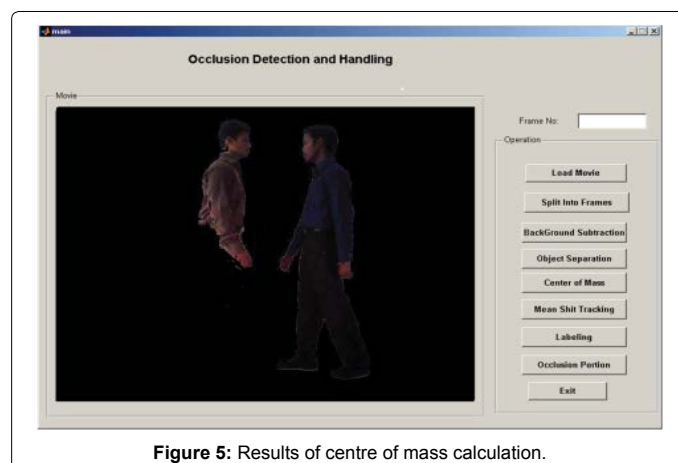 main
Occlusion Detection and Handling
Movie
Frame No:
Operation
Load Movie
Split Into Frames
BackGround Subtraction
Object Separation
Center of Mass
Mean Shit Tracking
Labeling
Occlusion Portion
Exit
Figure 5: Results of centre of mass calculation.